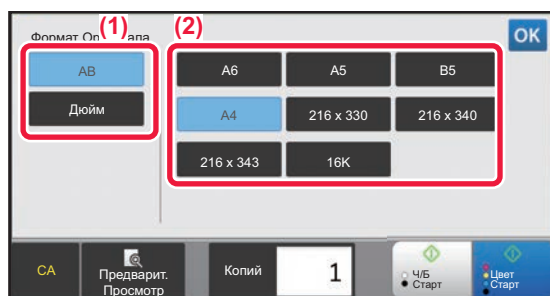 (1) (2)
Формат Ори ала
OK
AB A6 A5 B5
Дюйм A4 216 x 330 216 x 340
216 x 343 16K
CA
Предварит.
Просмотр
Копий 1
Ч/Б
Старт
Цвет
Старт